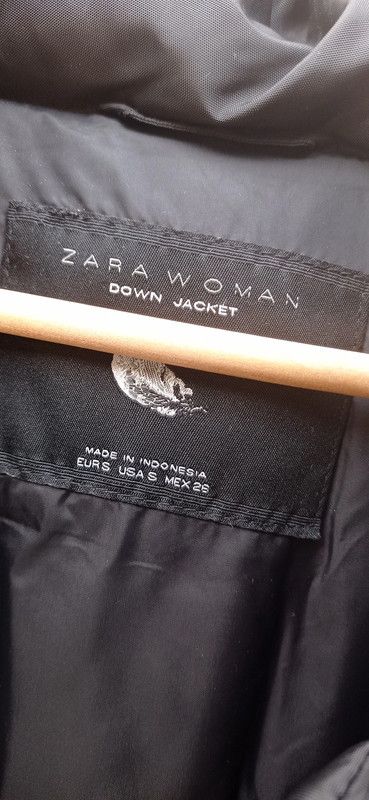 ZARA WOMAN
DOWN JACKET
MADE IN INDONESIA
EUR S USA S MEX 26